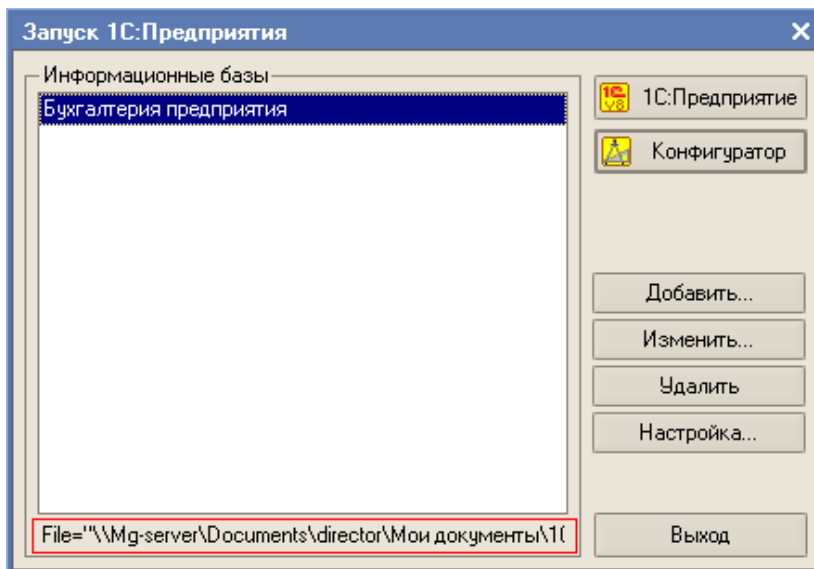 Запуск 1С:Предприятия
Информационные базы
Бухгалтерия предприятия
1С:Предприятие
Конфигуратор
Добавить...
Изменить...
Удалить
Настройка...
File="\\Mg-server\Documents\director\Мои документы\1
Выход